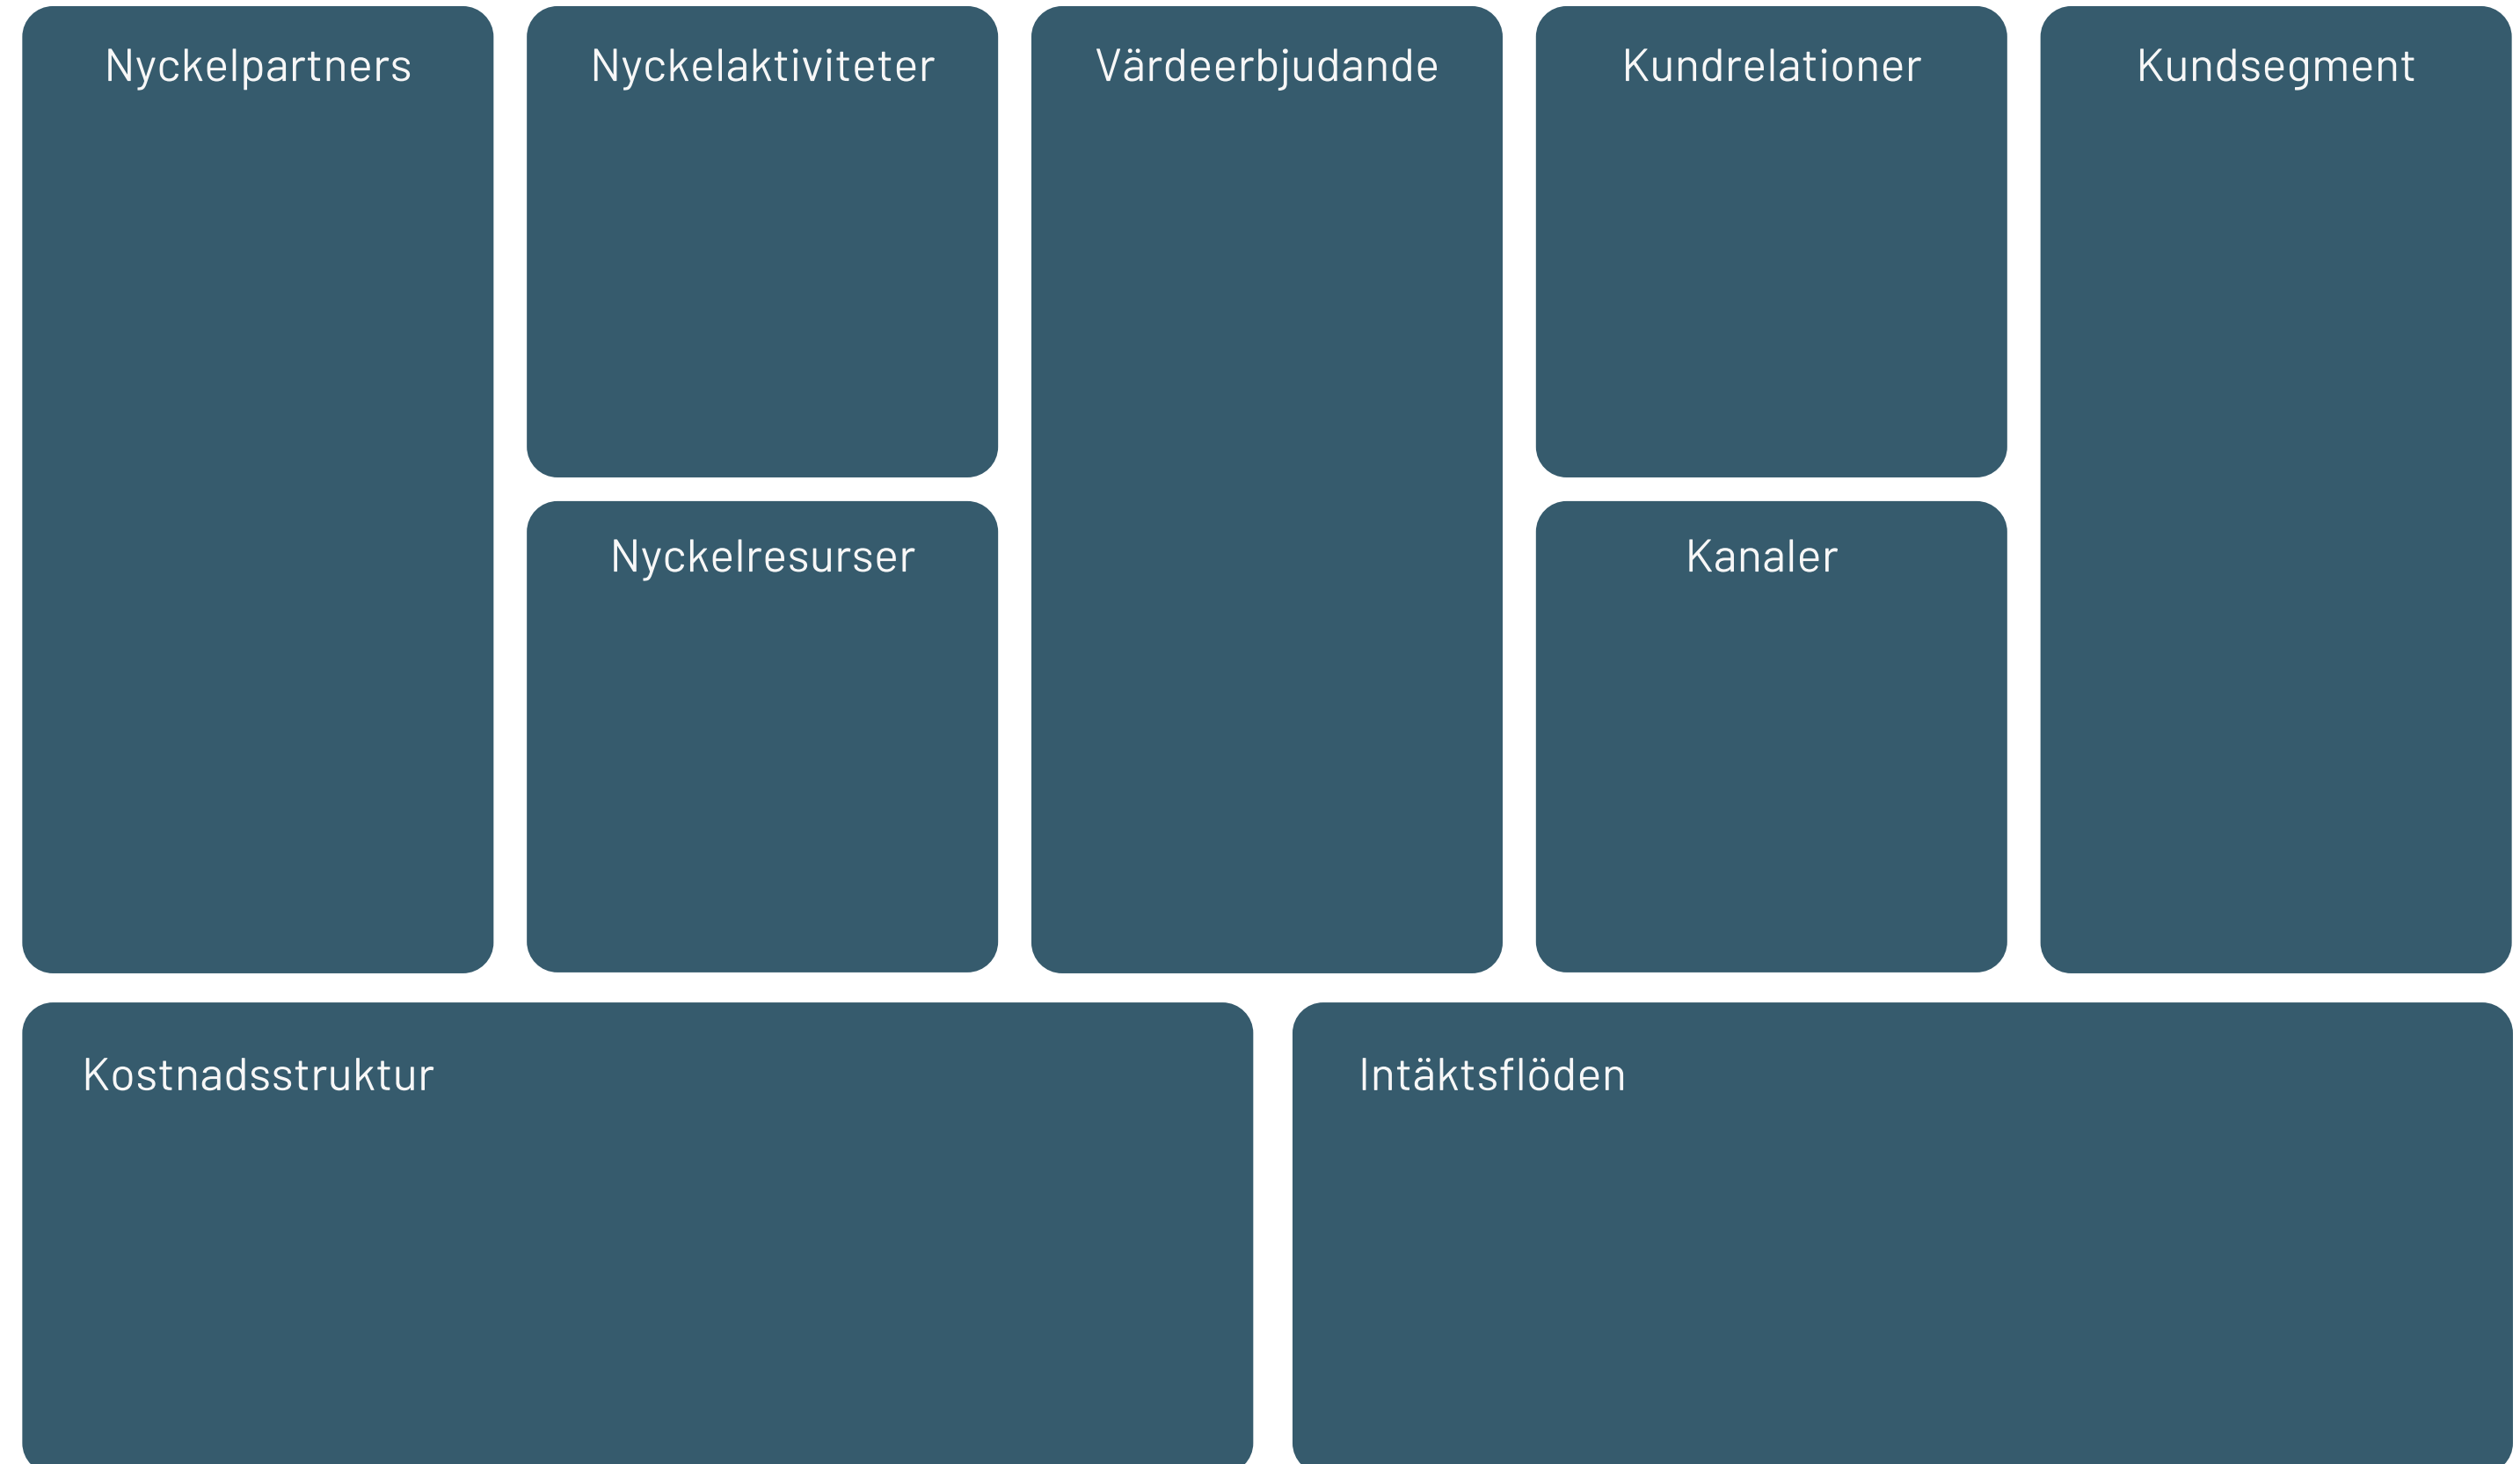 Nyckelpartners
Nyckelaktiviteter
Värdeerbjudande
Kundrelationer
Kundsegment
Nyckelresurser
Kanaler
Kostnadsstruktur
Intäktsflöden